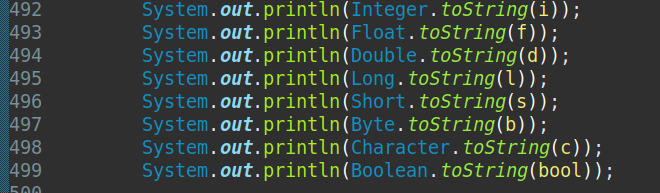 492 System.out.println(Integer.toString(i));
493 System.out.println(Float.toString(f));
494 System.out.println(Double.toString(d));
495 System.out.println(Long.toString(l));
496 System.out.println(Short.toString(s));
497 System.out.println(Byte.toString(b));
498 System.out.println(Character.toString(c));
499 System.out.println(Boolean.toString(bool));
500